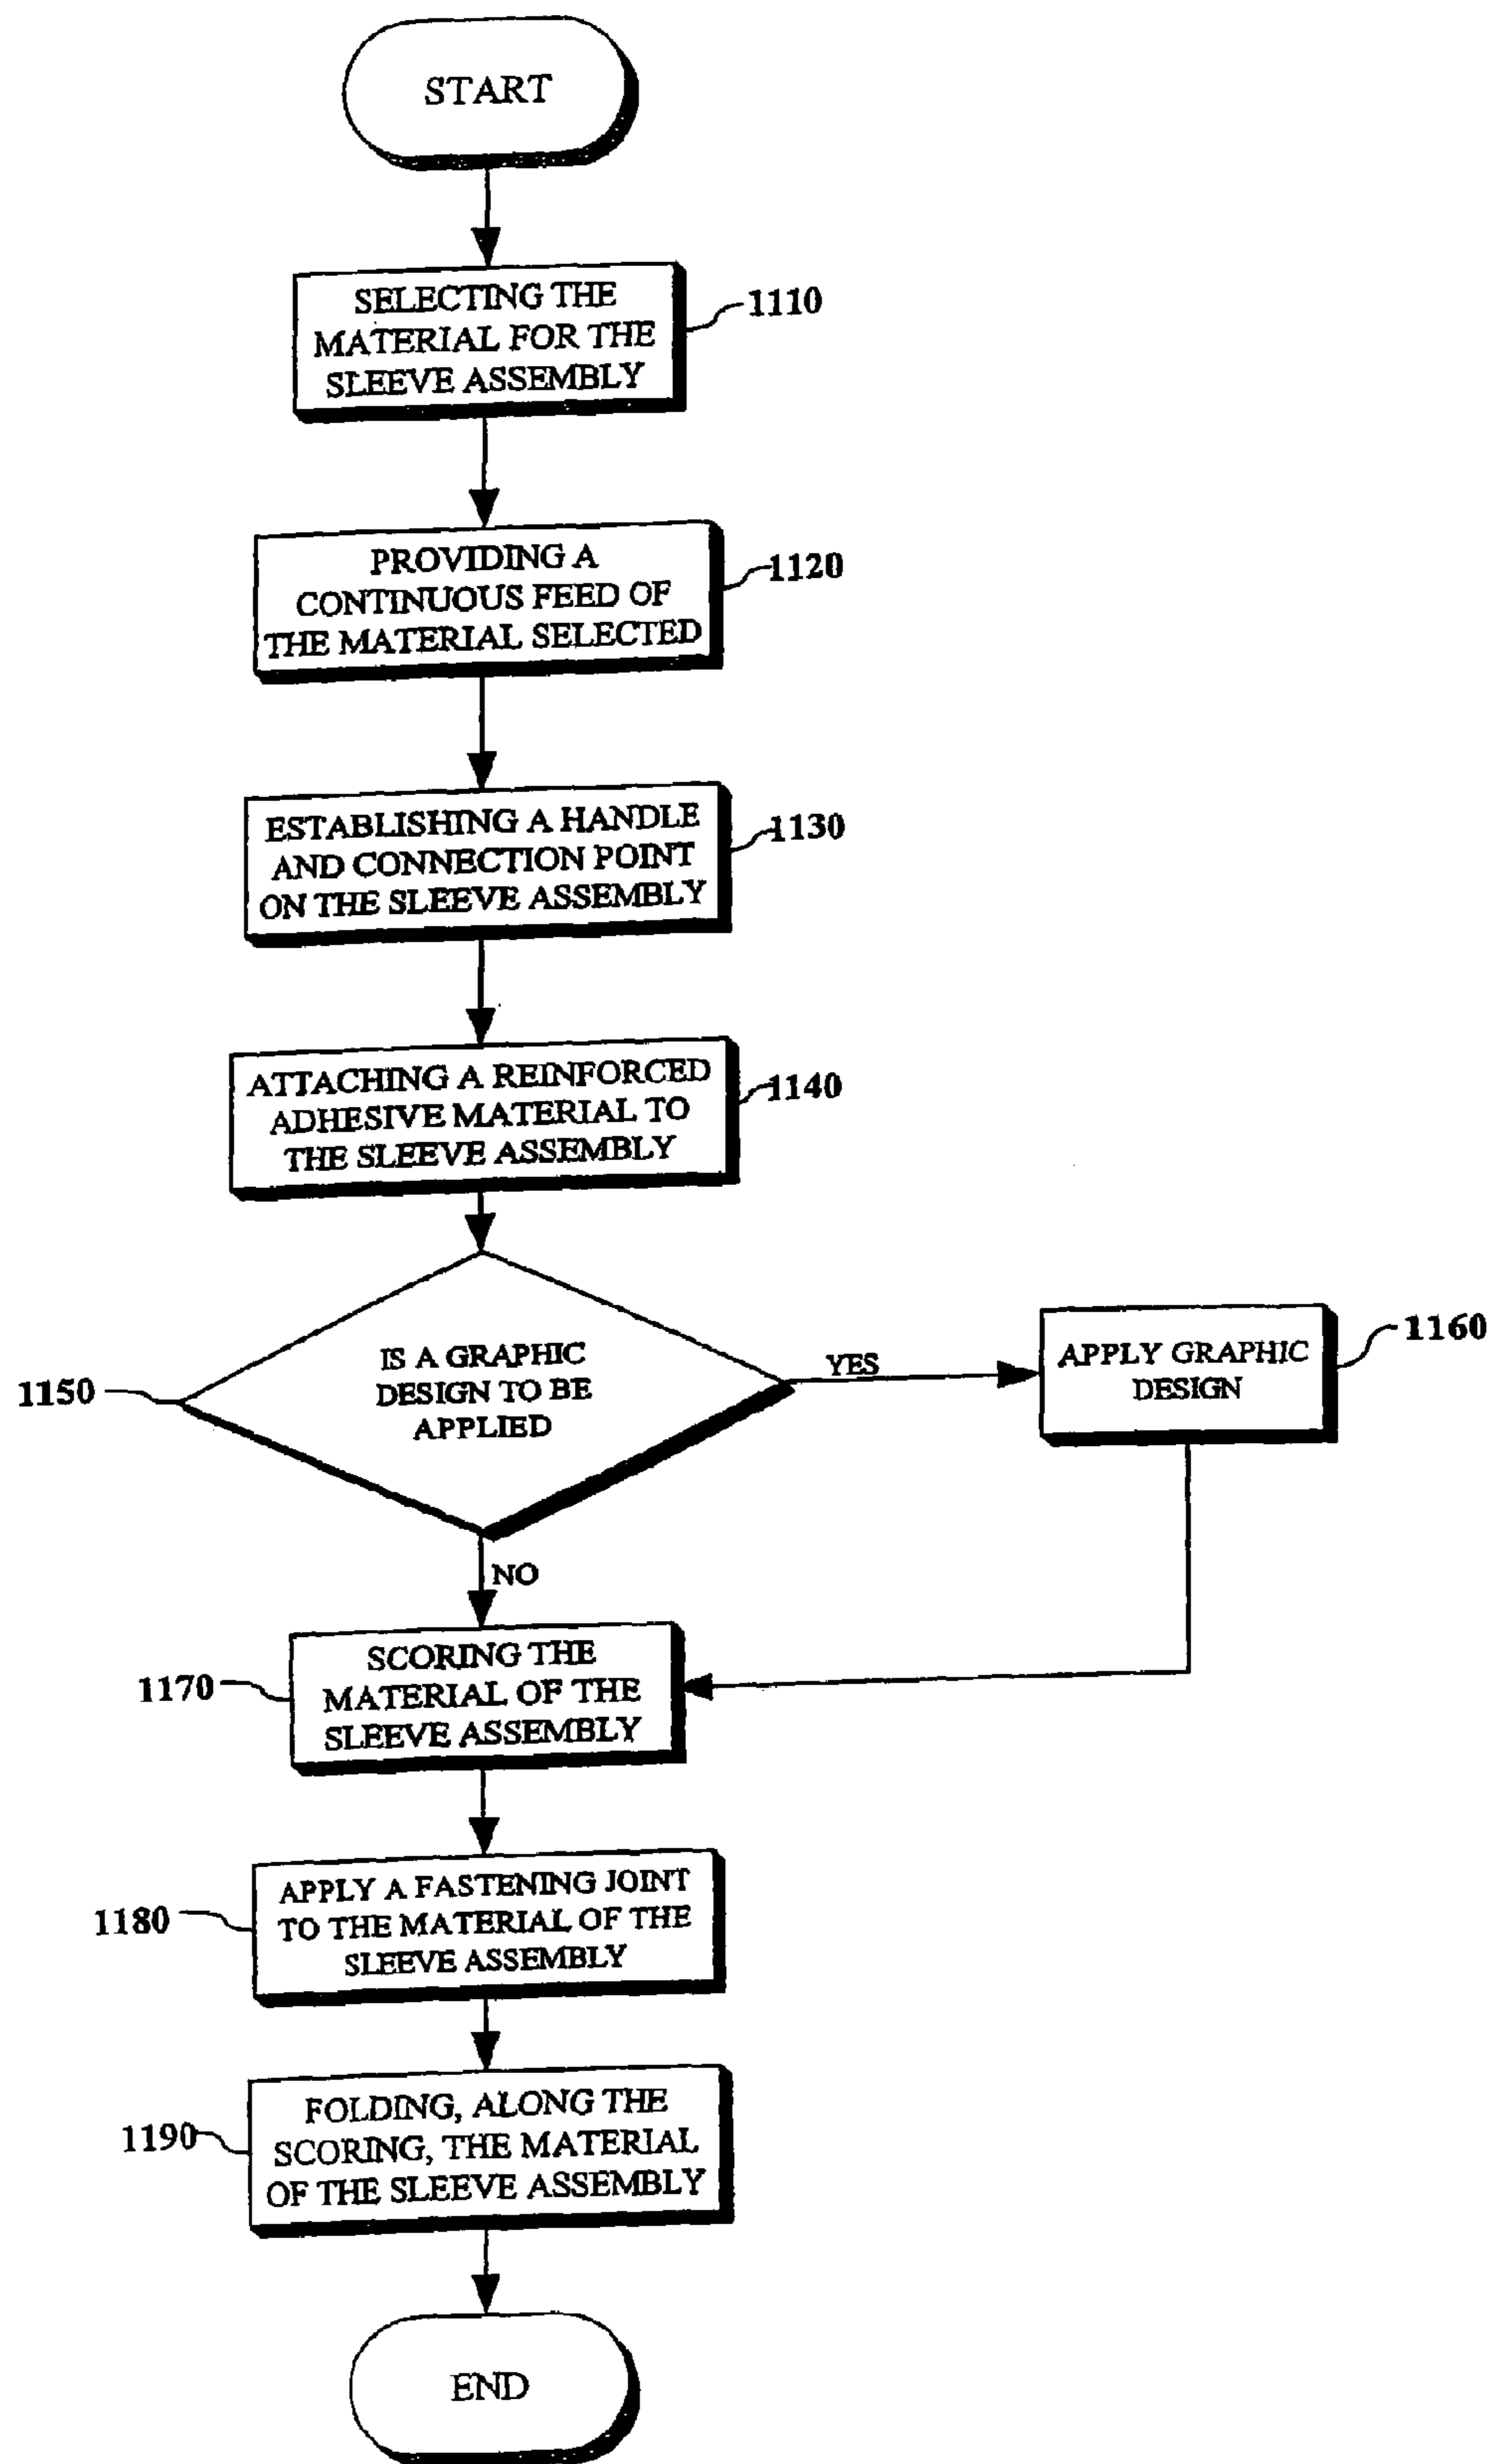 START
SELECTING THE
MATERIAL FOR THE
SLEEVE ASSEMBLY
1110
PROVIDING A
CONTINUOUS FEED OF
THE MATERIAL SELECTED
1120
ESTABLISHING A HANDLE
AND CONNECTION POINT
ON THE SLEEVE ASSEMBLY
1130
ATTACHING A REINFORCED
ADHESIVE MATERIAL TO
THE SLEEVE ASSEMBLY
1140
1150
IS A GRAPHIC
DESIGN TO BE
APPLIED
YES
APPLY GRAPHIC
DESIGN
1160
NO
1170
SCORING THE
MATERIAL OF THE
SLEEVE ASSEMBLY
1180
APPLY A FASTENING JOINT
TO THE MATERIAL OF THE
SLEEVE ASSEMBLY
1190
FOLDING, ALONG THE
SCORING, THE MATERIAL
OF THE SLEEVE ASSEMBLY
END